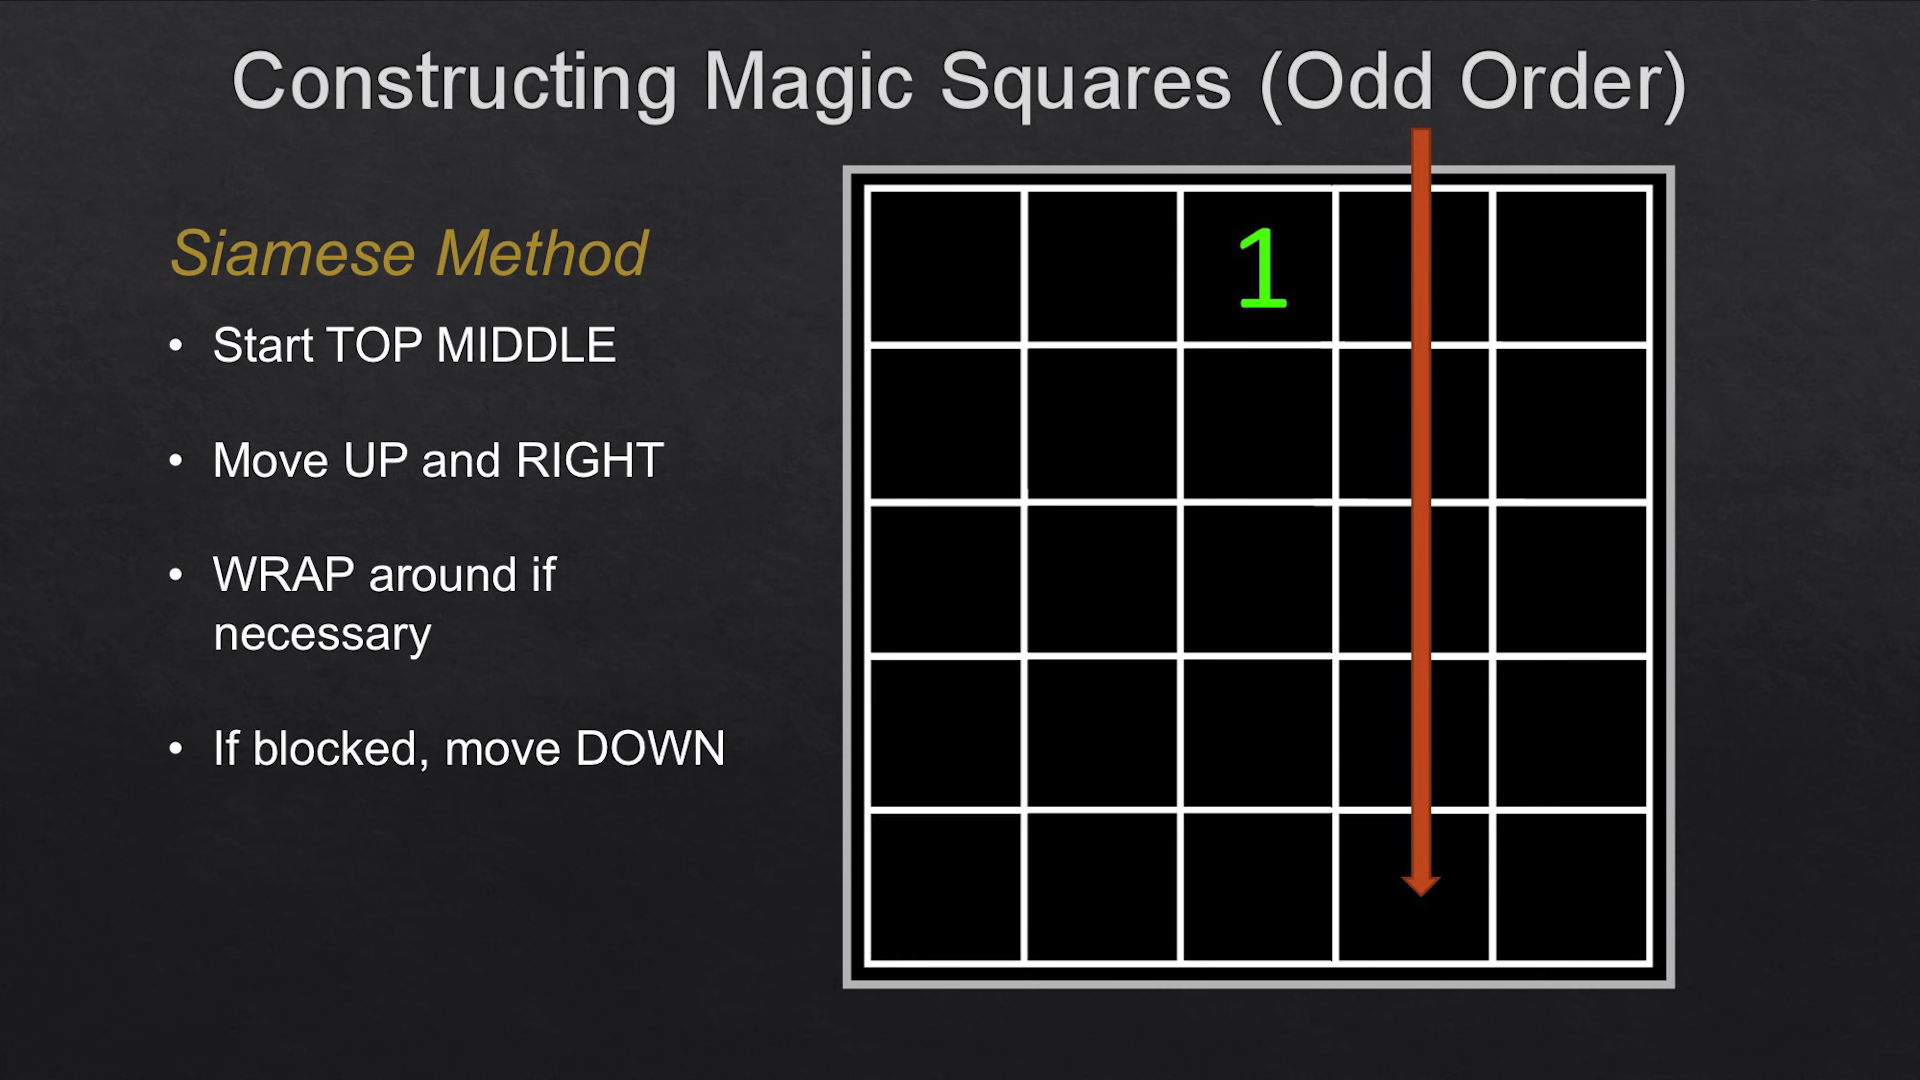 Constructing Magic Squares (Odd Order)
Siamese Method
• Start TOP MIDDLE
• Move UP and RIGHT
• WRAP around if
necessary
• If blocked, move DOWN
1